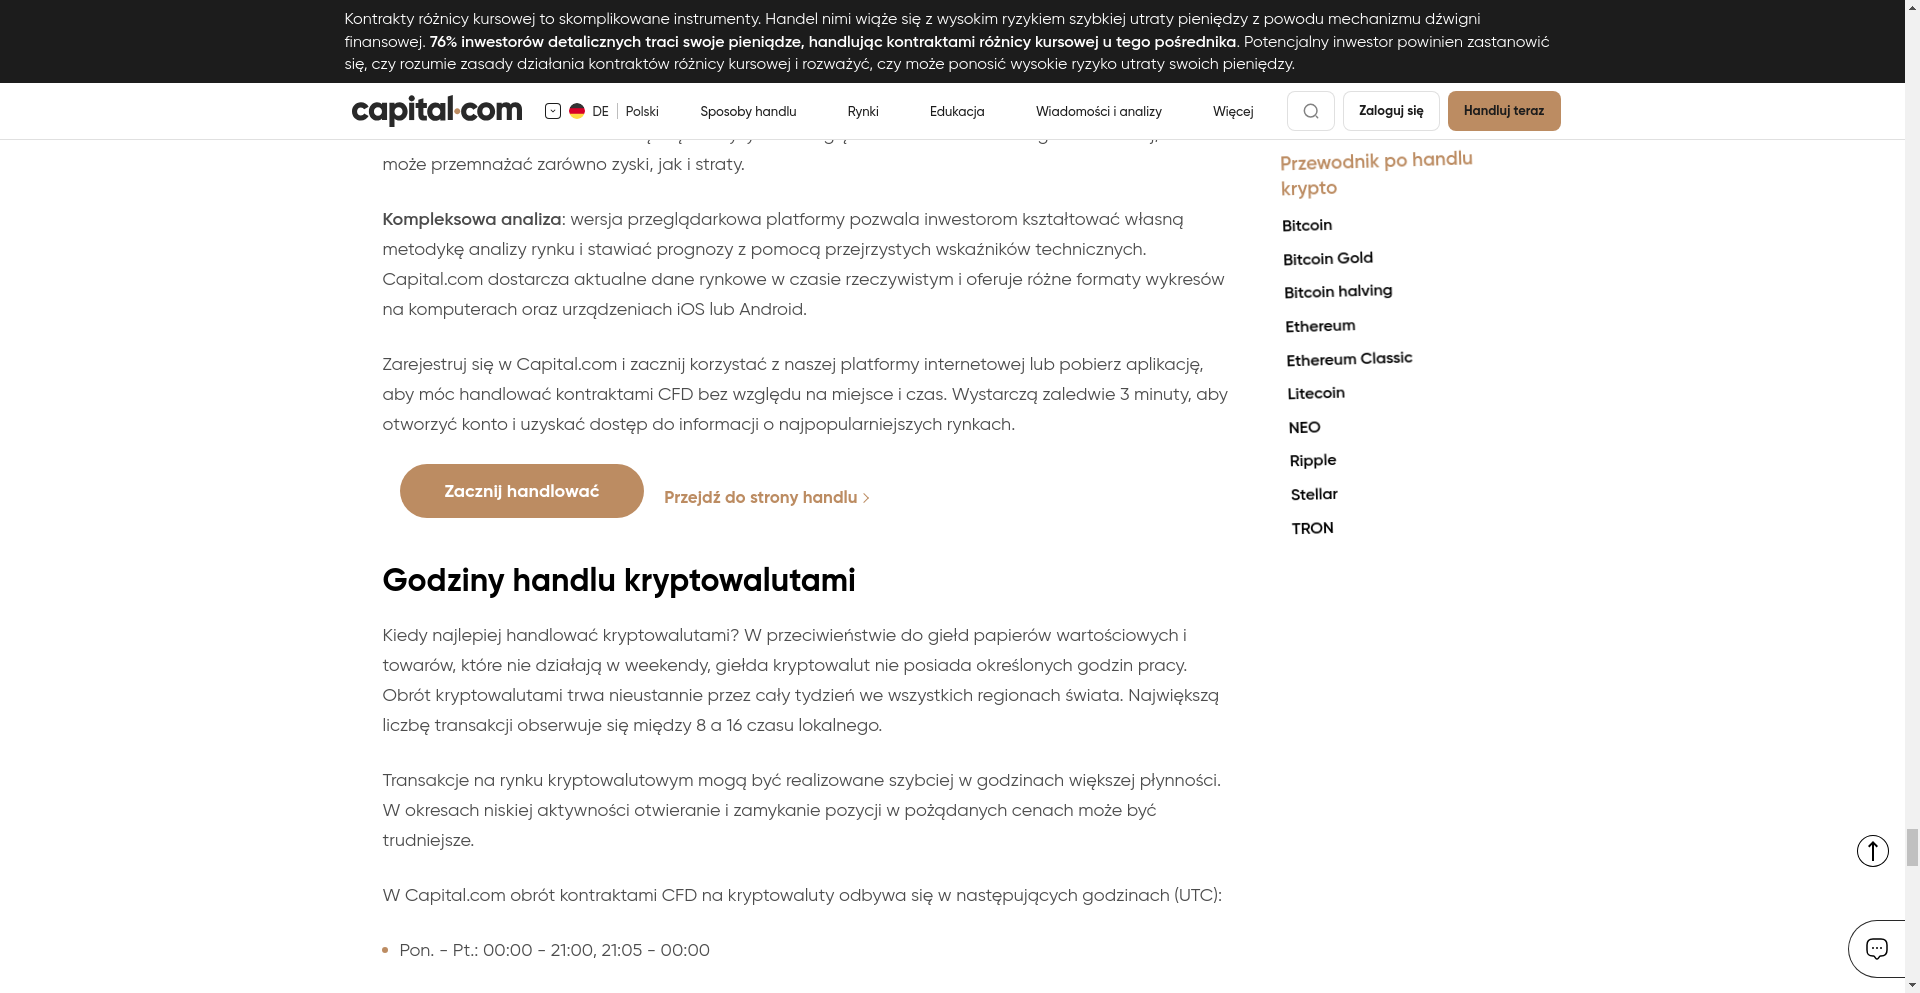 Kontrakty różnicy kursowej to skomplikowane instrumenty. Handel nimi wiąże się z wysokim ryzykiem szybkiej utraty pieniędzy z powodu mechanizmu dźwigni
finansowej. 76% inwestorów detalicznych traci swoje pieniądze, handlując kontraktami różnicy kursowej u tego pośrednika. Potencjalny inwestor powinien zastanowić
się, czy rozumie zasady działania kontraktów różnicy kursowej i rozważyć, czy może ponosić wysokie ryzyko utraty swoich pieniędzy.
capital.com
DE
Polski
Sposoby handlu
Rynki
Edukacja
Wiadomości i analizy
Więcej
Zaloguj się
Handluj teraz
może przemnażać zarówno zyski, jak i straty.
Kompleksowa analiza: wersja przeglądarkowa platformy pozwala inwestorom kształtować własną
metodykę analizy rynku i stawiać prognozy z pomocą przejrzystych wskaźników technicznych.
Capital.com dostarcza aktualne dane rynkowe w czasie rzeczywistym i oferuje różne formaty wykresów
na komputerach oraz urządzeniach iOS lub Android.
Zarejestruj się w Capital.com i zacznij korzystać z naszej platformy internetowej lub pobierz aplikację,
aby móc handlować kontraktami CFD bez względu na miejsce i czas. Wystarczą zaledwie 3 minuty, aby
otworzyć konto i uzyskać dostęp do informacji o najpopularniejszych rynkach.
Zacznij handlować
Przejdź do strony handlu
Godziny handlu kryptowalutami
Kiedy najlepiej handlować kryptowalutami? W przeciwieństwie do giełd papierów wartościowych i
towarów, które nie działają w weekendy, giełda kryptowalut nie posiada określonych godzin pracy.
Obrót kryptowalutami trwa nieustannie przez cały tydzień we wszystkich regionach świata. Największą
liczbę transakcji obserwuje się między 8 a 16 czasu lokalnego.
Transakcje na rynku kryptowalutowym mogą być realizowane szybciej w godzinach większej płynności.
W okresach niskiej aktywności otwieranie i zamykanie pozycji w pożądanych cenach może być
trudniejsze.
W Capital.com obrót kontraktami CFD na kryptowaluty odbywa się w następujących godzinach (UTC):
Pon. - Pt.: 00:00 - 21:00, 21:05 - 00:00
Przewodnik po handlu
krypto
Bitcoin
Bitcoin Gold
Bitcoin halving
Ethereum
Ethereum Classic
Litecoin
NEO
Ripple
Stellar
TRON